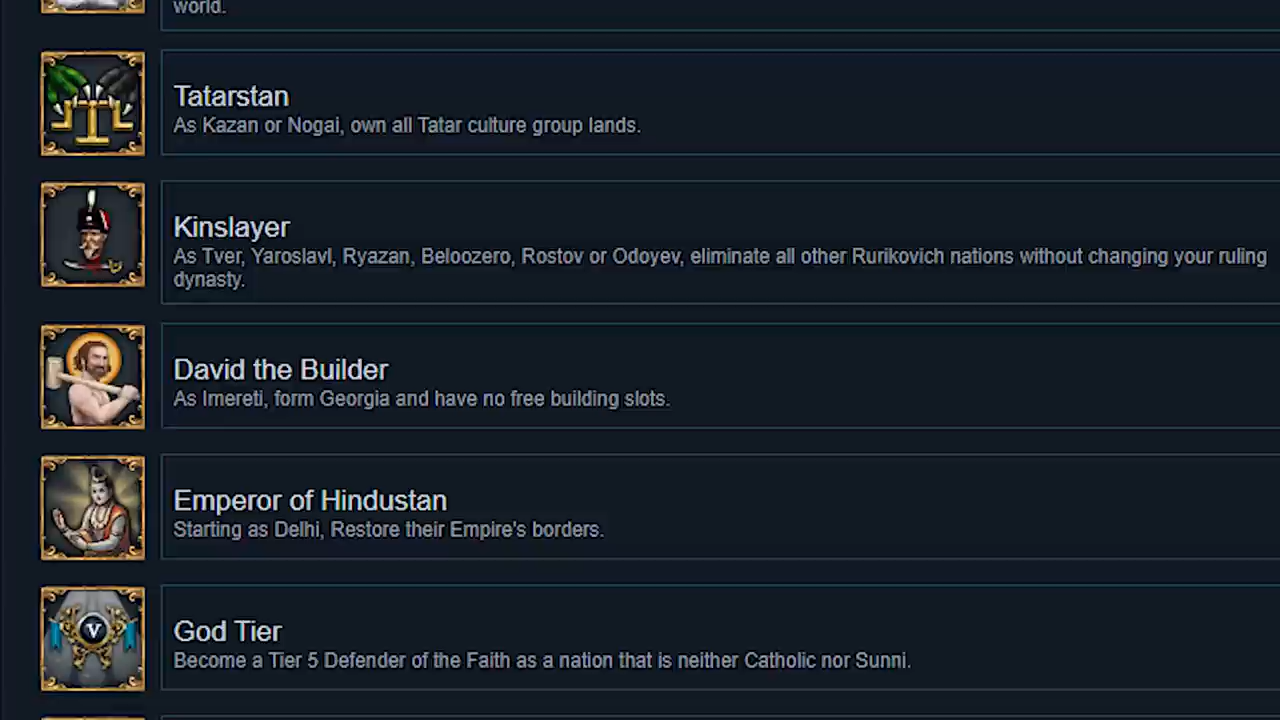 world.
Tatarstan
As Kazan or Nogai, own all Tatar culture group lands.
Kinslayer
As Tver, Yaroslavl, Ryazan, Beloozero, Rostov or Odoyev, eliminate all other Rurikovich nations without changing your ruling
dynasty.
David the Builder
As Imereti, form Georgia and have no free building slots.
Emperor of Hindustan
Starting as Delhi, Restore their Empire's borders.
V
God Tier
Become a Tier 5 Defender of the Faith as a nation that is neither Catholic nor Sunni.